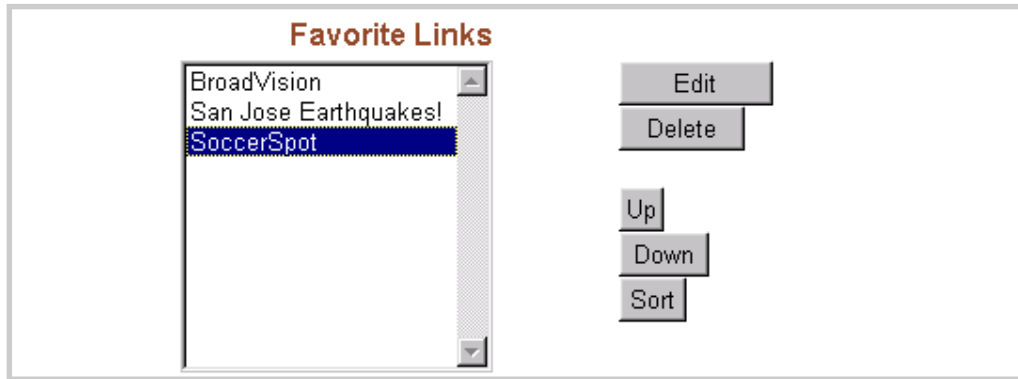 Favorite Links
BroadVision
San Jose Earthquakes!
SoccerSpot
Edit
Delete
Up
Down
Sort